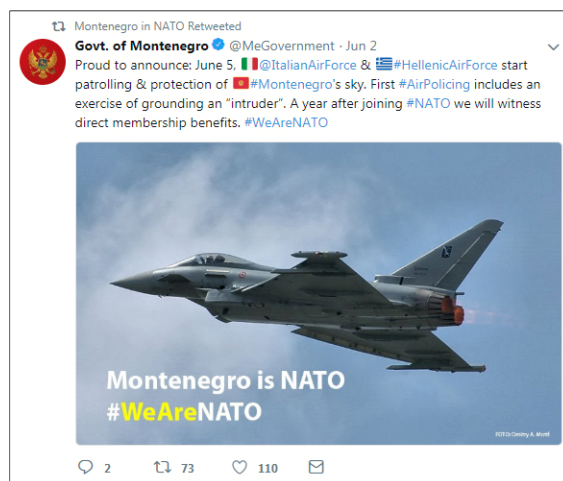 Montenegro in NATO Retweeted
Govt. of Montenegro @MeGovernment · Jun 2
Proud to announce: June 5, 🇮🇹@ItalianAirForce & 🇬🇷#HellenicAirForce start
patrolling & protection of 🇲🇪#Montenegro's sky. First #AirPolicing includes an
exercise of grounding an “intruder”. A year after joining #NATO we will witness
direct membership benefits. #WeAreNATO
Montenegro is NATO
#WeAreNATO
2 73 110